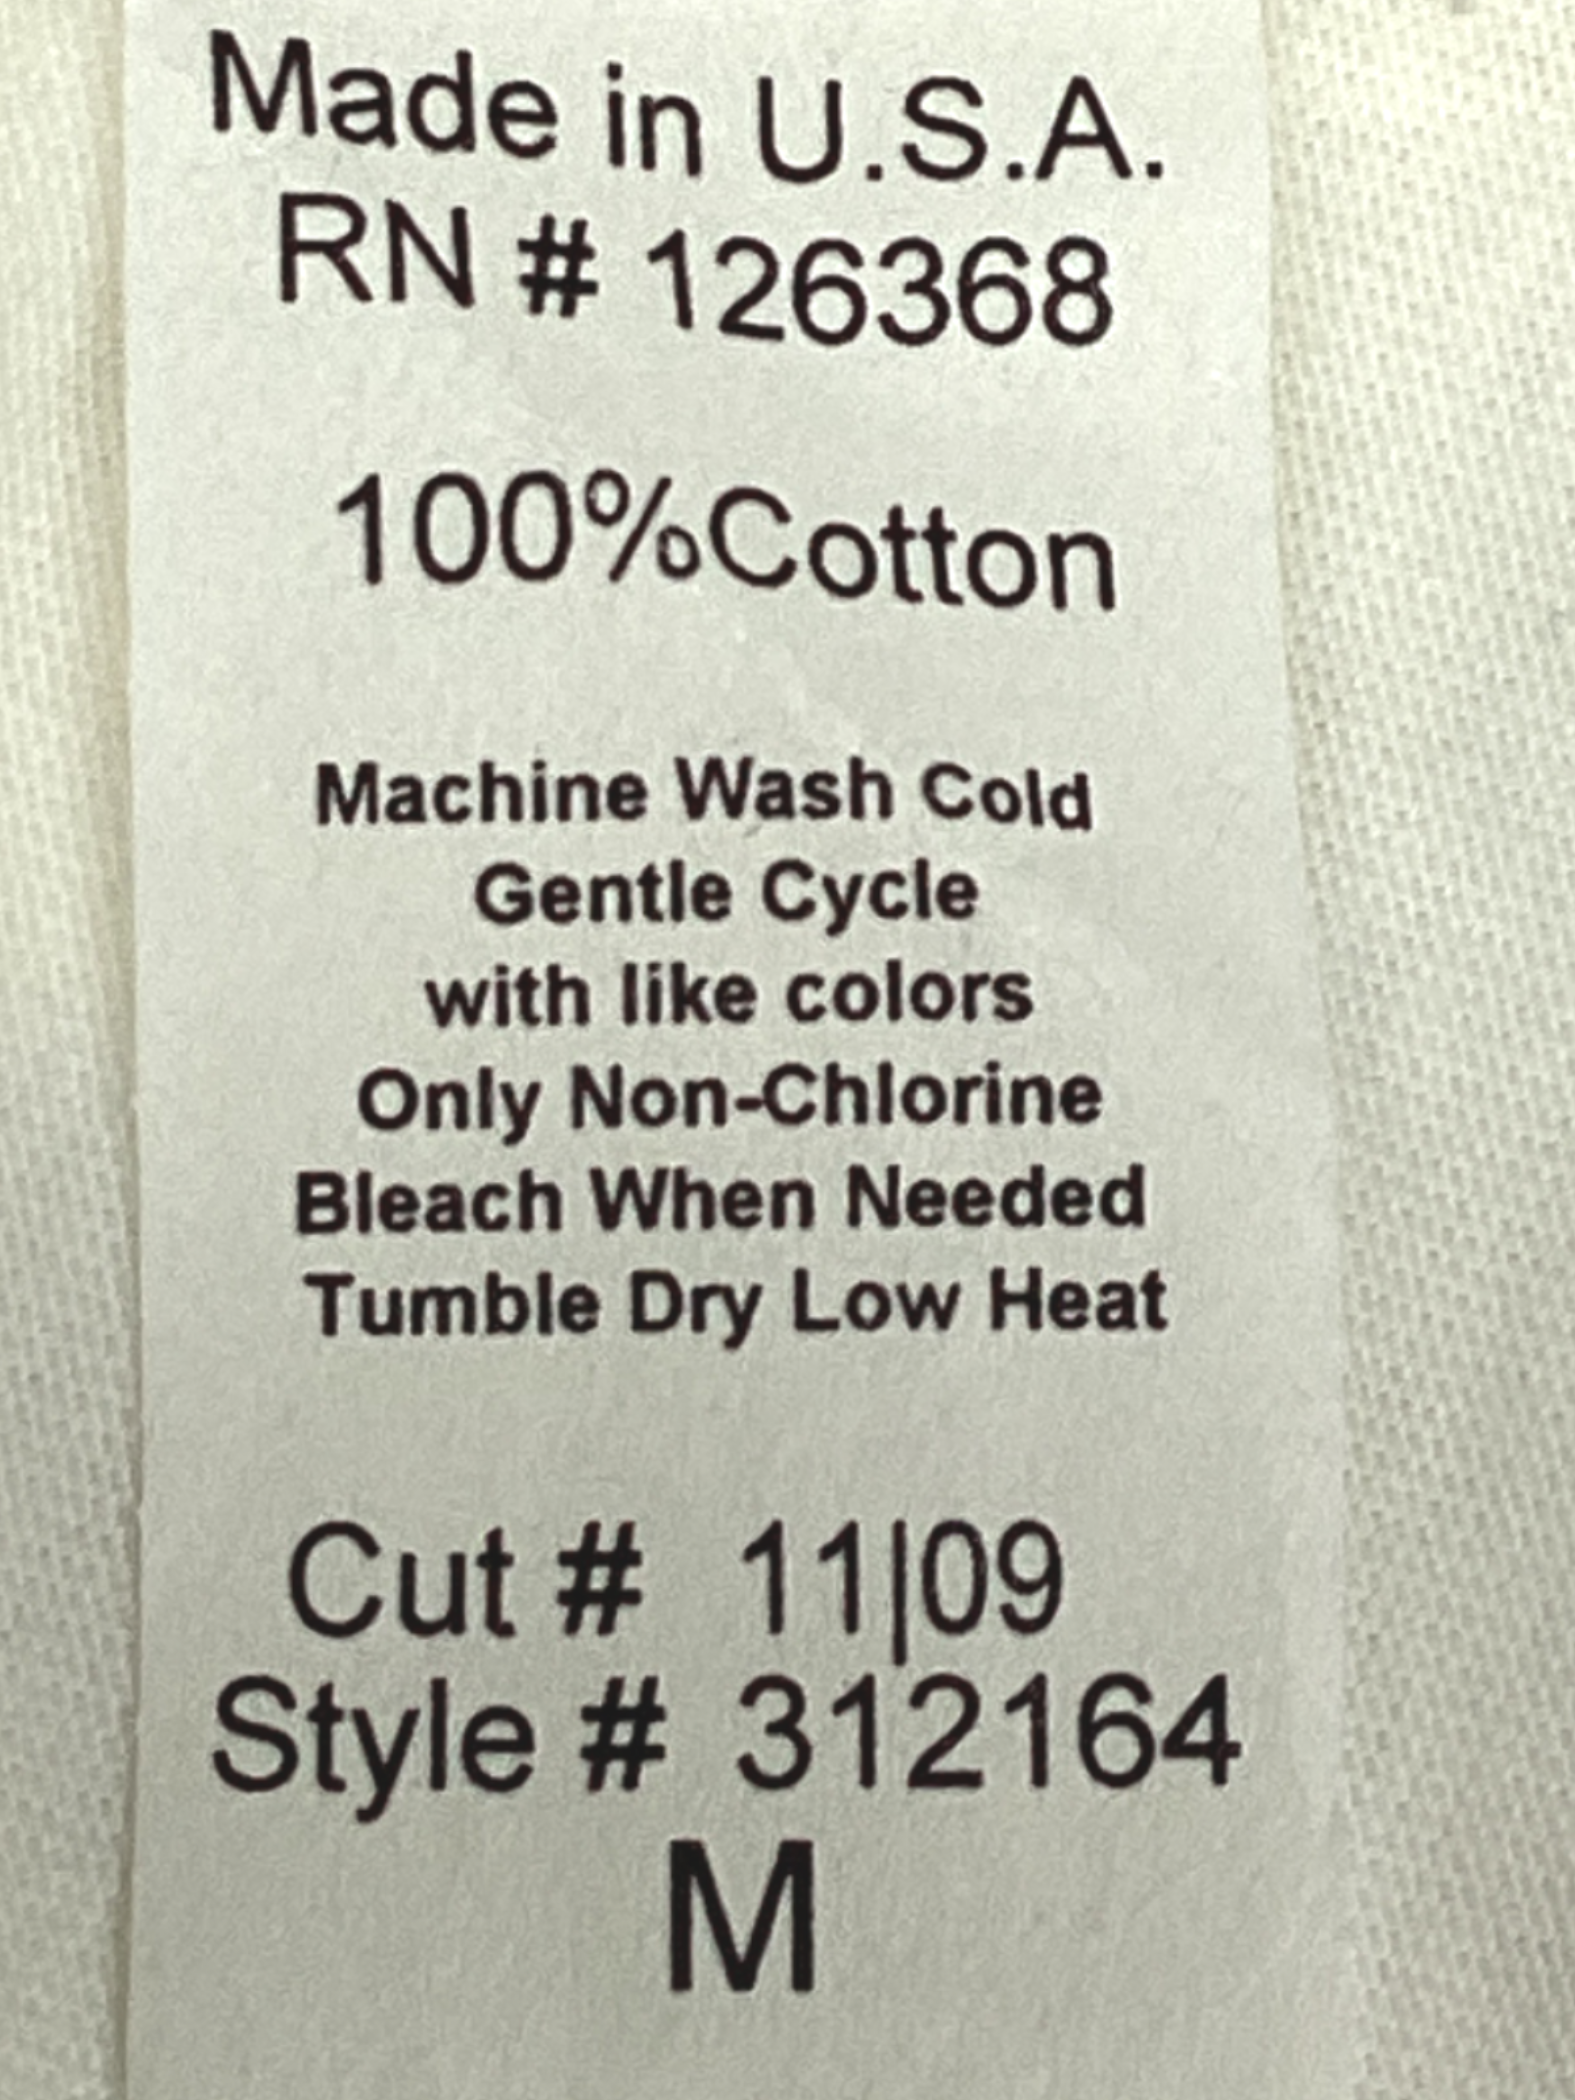 Made in U.S.A.
RN # 126368
100%Cotton
Machine Wash Cold
Gentle Cycle
with like colors
Only Non-Chlorine
Bleach When Needed
Tumble Dry Low Heat
Cut # 11|09
Style # 312164
M